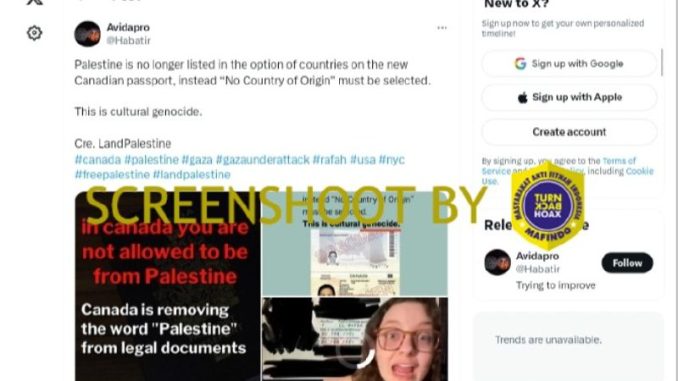 New to X?
Avidapro
@Habatir
Sign up now to get your own personalized
timeline!
Palestine is no longer listed in the option of countries on the new
Canadian passport, instead "No Country of Origin" must be selected.
This is cultural genocide.
Cre. LandPalestine
#canada #palestine #gaza #gazaunderattack #rafah #usa #nyc
#freepalestine #landpalestine
Sign up with Google
Sign up with Apple
Create account
By signing up, you agree to the Terms of
Service and Policy, including Cookie
Use.
SCREENSHOOT BY
MASYARAKAT ANTI FITNAH INDONESIA
TURN
BACK
HOAX
MAFINDO
in canada you are
not allowed to be
from Palestine
Canada is removing
the word "Palestine"
from legal documents
instead "No Country of Origin"
must be selected.
This is cultural genocide.
CANADA
Rele
Avidapro
@Habatir
Follow
Trying to improve
Trends are unavailable.